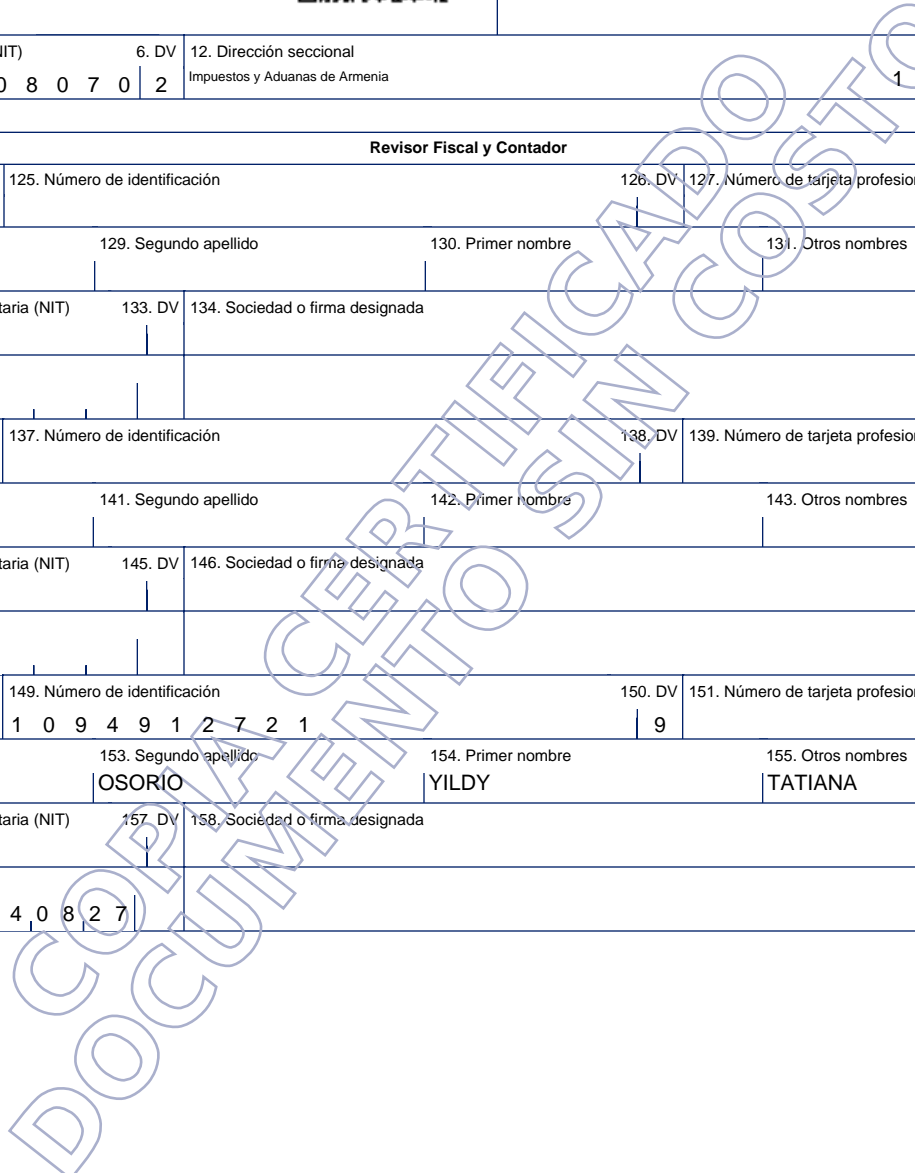 NIT) 6. DV 12. Dirección seccional
0 8 0 7 0 2 Impuestos y Aduanas de Armenia 1
Revisor Fiscal y Contador
125. Número de identificación 126. DV 127. Número de tarjeta profesion
129. Segundo apellido 130. Primer nombre 131. Otros nombres
taria (NIT) 133. DV 134. Sociedad o firma designada
137. Número de identificación 138. DV 139. Número de tarjeta profesion
141. Segundo apellido 142. Primer nombre 143. Otros nombres
taria (NIT) 145. DV 146. Sociedad o firma designada
149. Número de identificación 150. DV 151. Número de tarjeta profesion
1 0 9 4 9 1 2 7 2 1 9
153. Segundo apellido 154. Primer nombre 155. Otros nombres
OSORIO YILDY TATIANA
taria (NIT) 157. DV 158. Sociedad o firma designada
4 0 8 2 7
COPIA CERTIFICADO
DOCUMENTO SIN COSTO